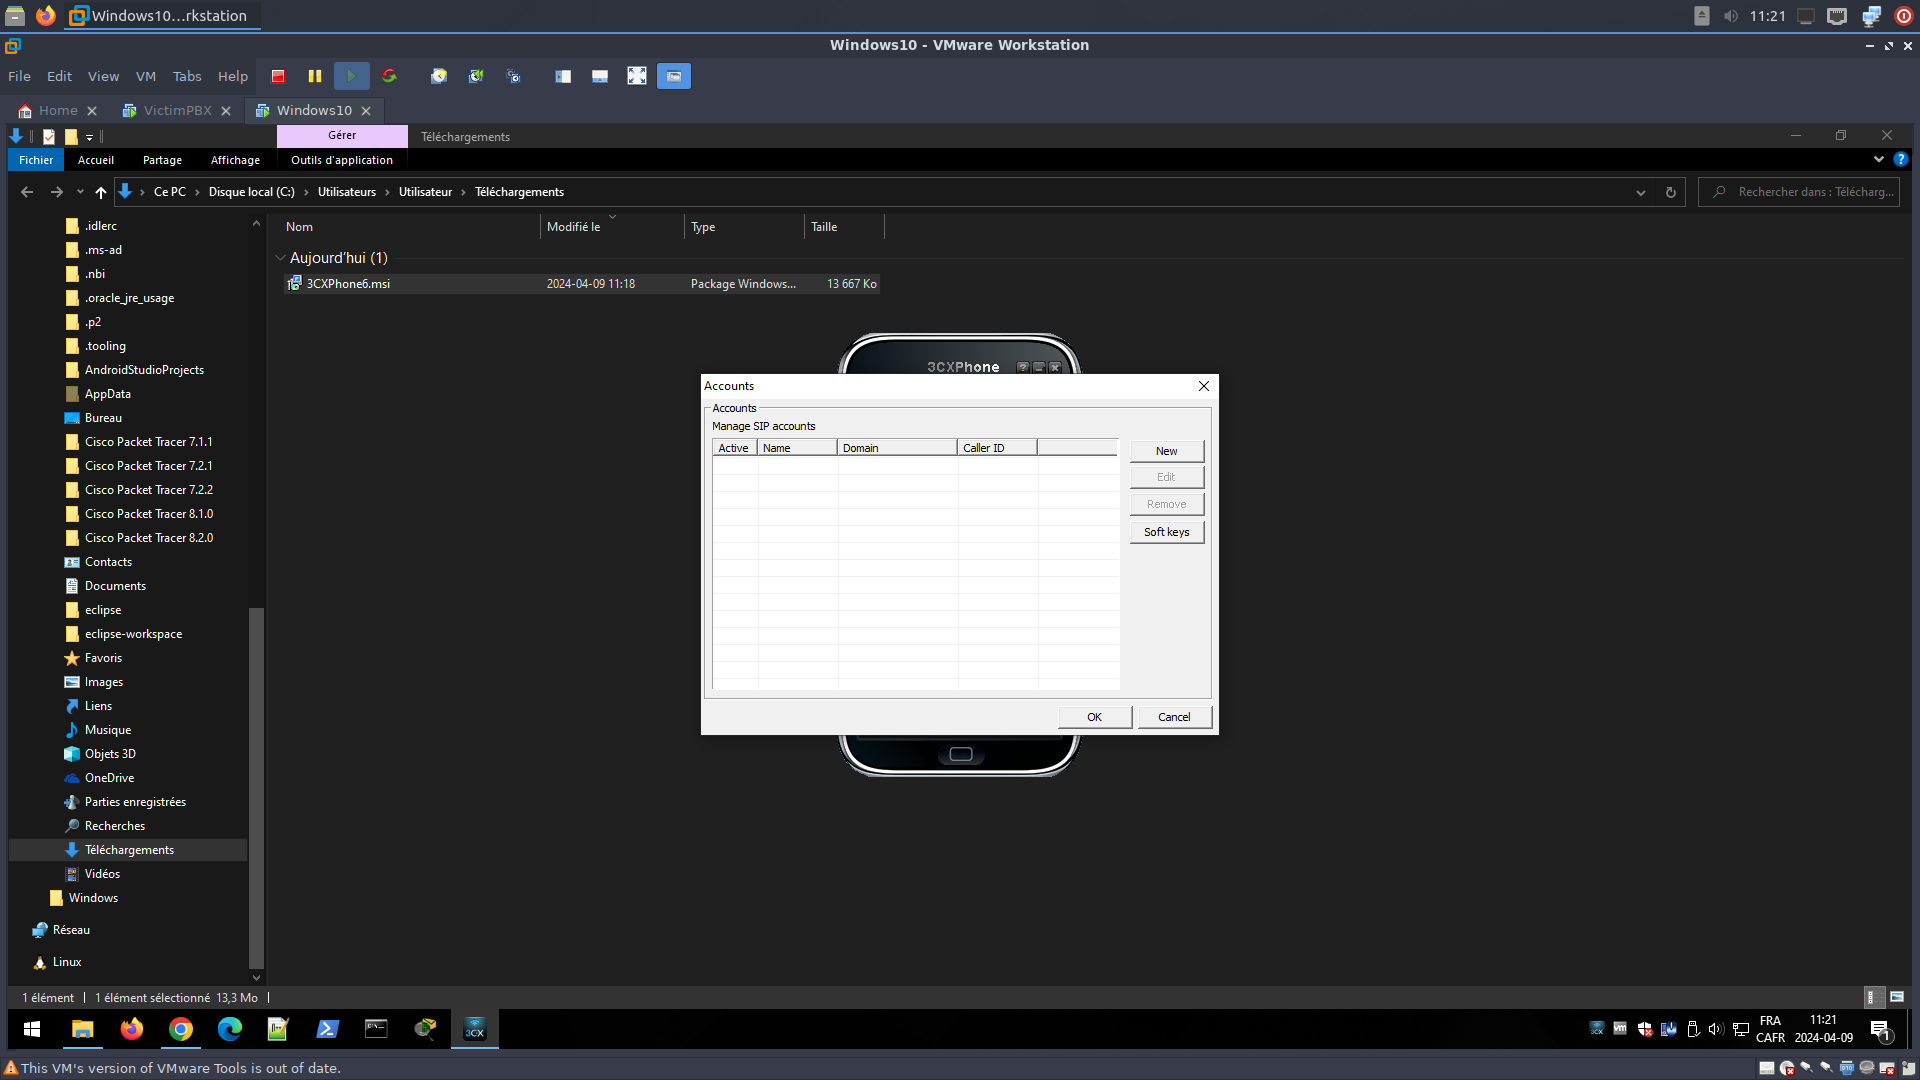 Windows10...rkstation
11:21
Windows10 - VMware Workstation
File Edit View VM Tabs Help
Home VictimPBX Windows10
Gérer Téléchargements
Fichier Accueil Partage Affichage Outils d'application
Ce PC Disque local (C:) Utilisateurs Utilisateur Téléchargements
Rechercher dans : Télécharg...
Nom Modifié le Type Taille
Aujourd'hui (1)
3CXPhone6.msi 2024-04-09 11:18 Package Windows... 13 667 Ko
.idlerc
.ms-ad
.nbi
.oracle_jre_usage
.p2
.tooling
AndroidStudioProjects
AppData
Bureau
Cisco Packet Tracer 7.1.1
Cisco Packet Tracer 7.2.1
Cisco Packet Tracer 7.2.2
Cisco Packet Tracer 8.1.0
Cisco Packet Tracer 8.2.0
Contacts
Documents
eclipse
eclipse-workspace
Favoris
Images
Liens
Musique
Objets 3D
OneDrive
Parties enregistrées
Recherches
Téléchargements
Vidéos
Windows
Réseau
Linux
3CXPhone
Accounts
Accounts
Manage SIP accounts
Active Name Domain Caller ID
New
Edit
Remove
Soft keys
OK Cancel
1 élément 1 élément sélectionné 13,3 Mo
3CX
FRA
CAFR
11:21
2024-04-09
1
This VM's version of VMware Tools is out of date.